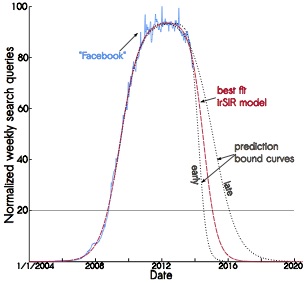 100
80
60
40
20
Normalized weekly search queries
"Facebook"
best fit
IrSIR model
prediction
bound curves
early
late
1/1/2004
2008
2012
2016
2020
Date